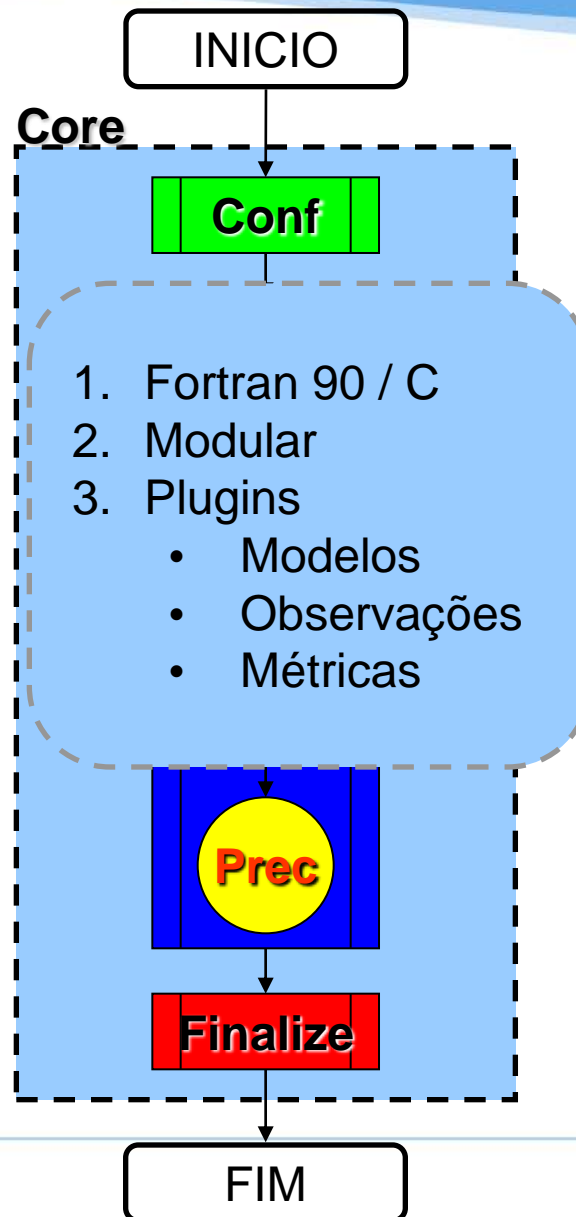 INICIO
Core
Conf
1. Fortran 90 / C
2. Modular
3. Plugins
• Modelos
• Observações
• Métricas
Prec
Finalize
FIM